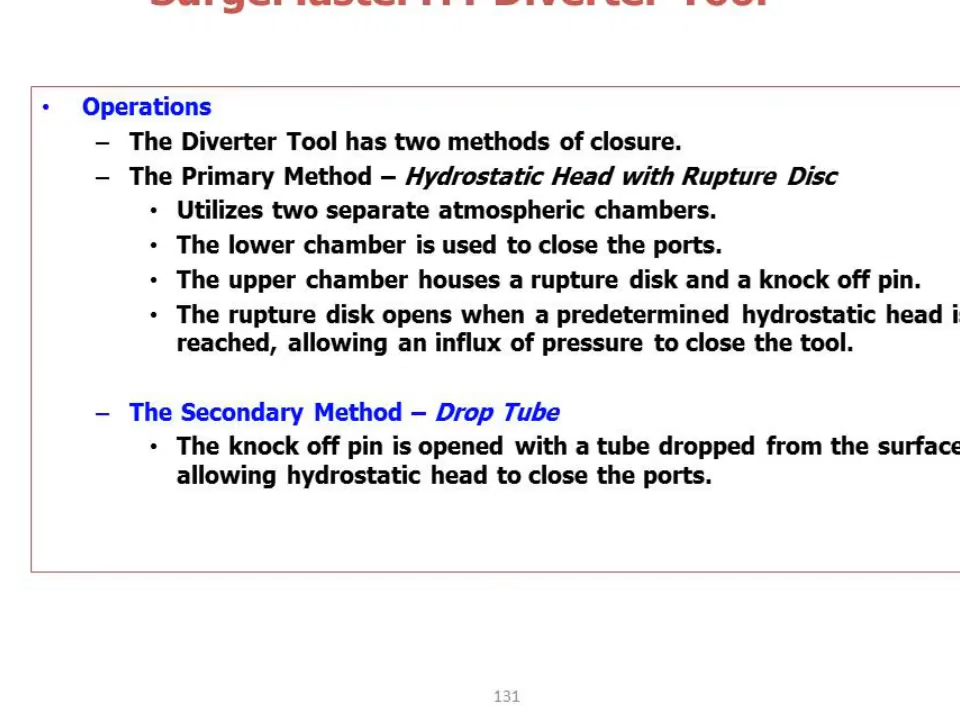 Diverter Tool
• Operations
– The Diverter Tool has two methods of closure.
– The Primary Method – Hydrostatic Head with Rupture Disc
• Utilizes two separate atmospheric chambers.
• The lower chamber is used to close the ports.
• The upper chamber houses a rupture disk and a knock off pin.
• The rupture disk opens when a predetermined hydrostatic head is
reached, allowing an influx of pressure to close the tool.
– The Secondary Method – Drop Tube
• The knock off pin is opened with a tube dropped from the surface
allowing hydrostatic head to close the ports.
131